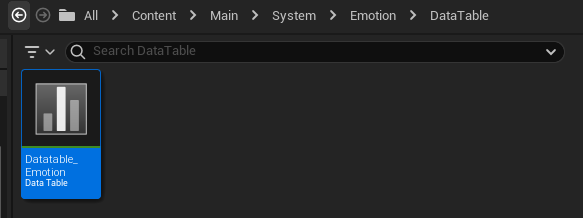 All > Content > Main > System > Emotion > DataTable
Search DataTable
Datatable_
Emotion
Data Table